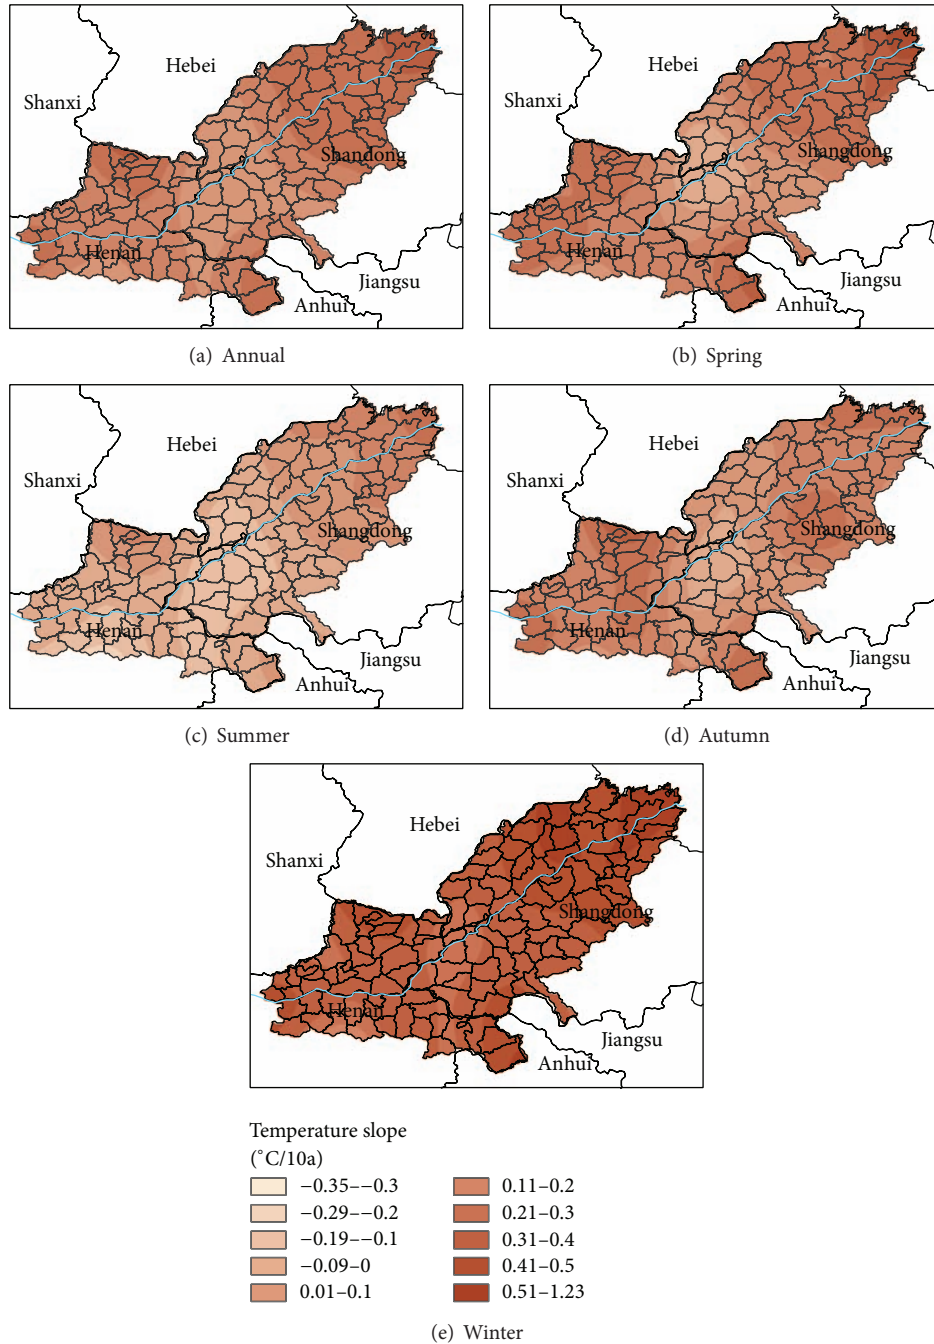 Hebei
Shanxi
Shandong
Henan
Jiangsu
Anhui
(a) Annual
Hebei
Shanxi
Shangdong
Henan
Jiangsu
Anhui
(b) Spring
Hebei
Shanxi
Shangdong
Henan
Jiangsu
Anhui
(c) Summer
Hebei
Shanxi
Shangdong
Henan
Jiangsu
Anhui
(d) Autumn
Hebei
Shanxi
Shangdong
Henan
Jiangsu
Anhui
Temperature slope
(°C/10a)
−0.35–−0.3
−0.29–−0.2
−0.19–−0.1
−0.09–0
0.01–0.1
0.11–0.2
0.21–0.3
0.31–0.4
0.41–0.5
0.51–1.23
(e) Winter